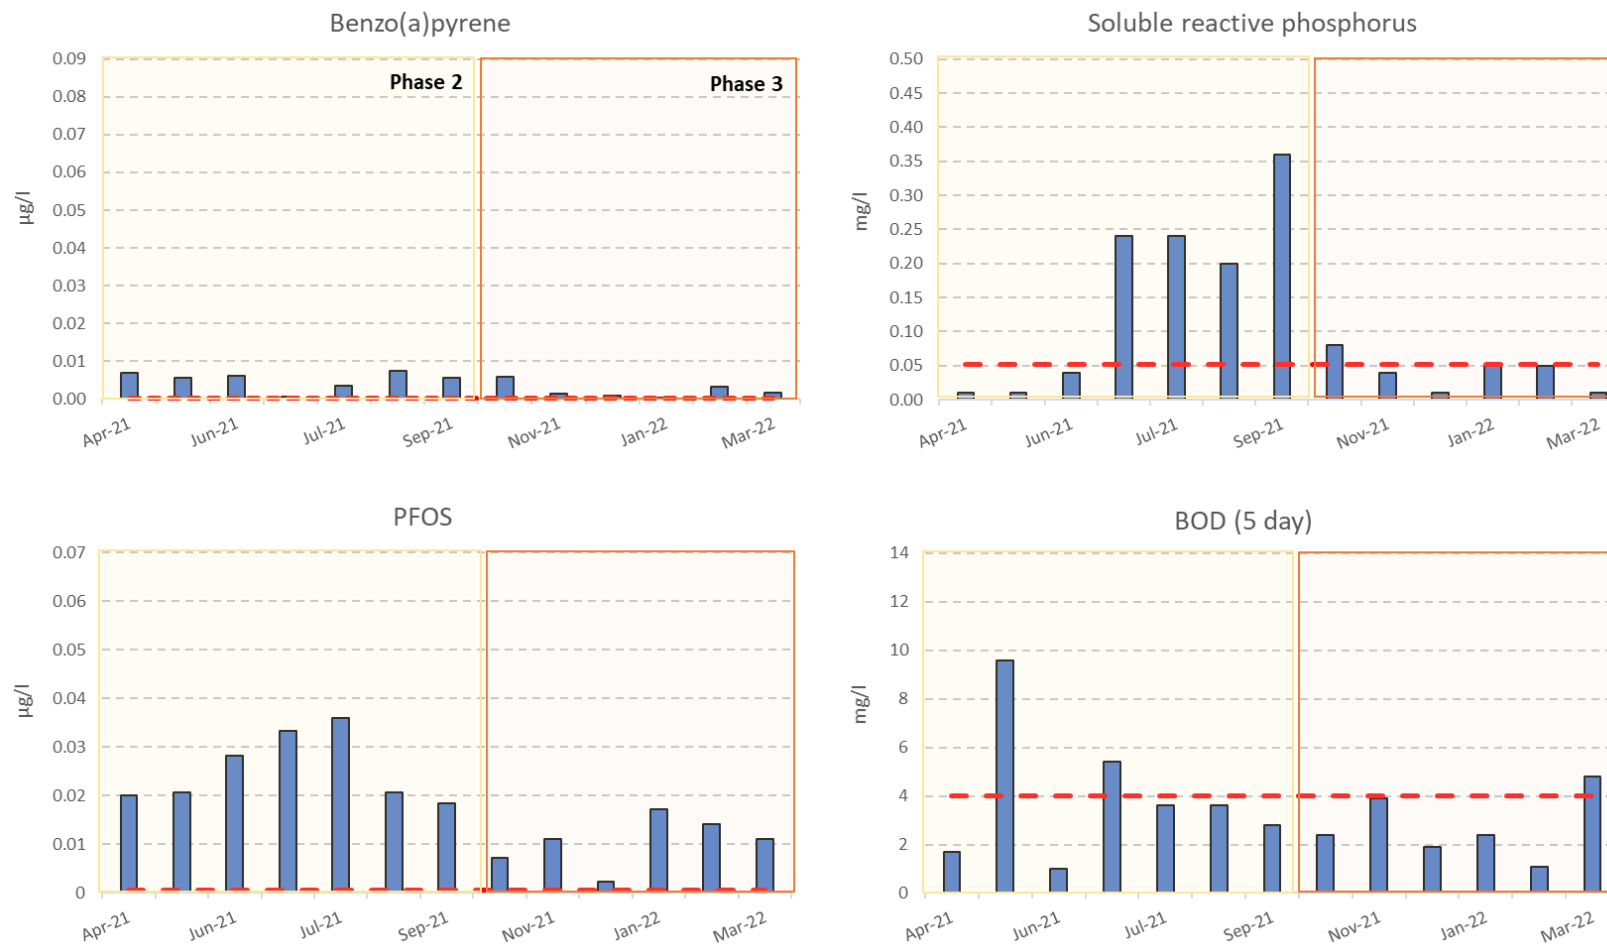 Benzo(a)pyrene
0.09
0.08
0.07
0.06
0.05
0.04
0.03
0.02
0.01
0.00
µg/l
Phase 2
Phase 3
Apr-21
Jun-21
Jul-21
Sep-21
Nov-21
Jan-22
Mar-22
Soluble reactive phosphorus
0.50
0.45
0.40
0.35
0.30
0.25
0.20
0.15
0.10
0.05
0.00
mg/l
Apr-21
Jun-21
Jul-21
Sep-21
Nov-21
Jan-22
Mar-22
PFOS
0.07
0.06
0.05
0.04
0.03
0.02
0.01
0
µg/l
Apr-21
Jun-21
Jul-21
Sep-21
Nov-21
Jan-22
Mar-22
BOD (5 day)
14
12
10
8
6
4
2
0
mg/l
Apr-21
Jun-21
Jul-21
Sep-21
Nov-21
Jan-22
Mar-22